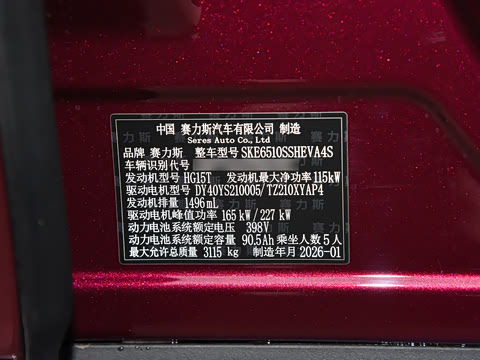 中国 赛力斯汽车有限公司 制造
Seres Auto Co., Ltd
品牌 赛力斯 整车型号 SKE6510SSHEVA4S
车辆识别代号
发动机型号 HG15T 发动机最大净功率 115kW
驱动电机型号 DY40YS210005/TZ210XYAP4
发动机排量 1496mL
驱动电机峰值功率 165 kW/227 kW
动力电池系统额定电压 398V
动力电池系统额定容量 90.5Ah 乘坐人数 5 人
最大允许总质量 3115 kg 制造年月 2026-01